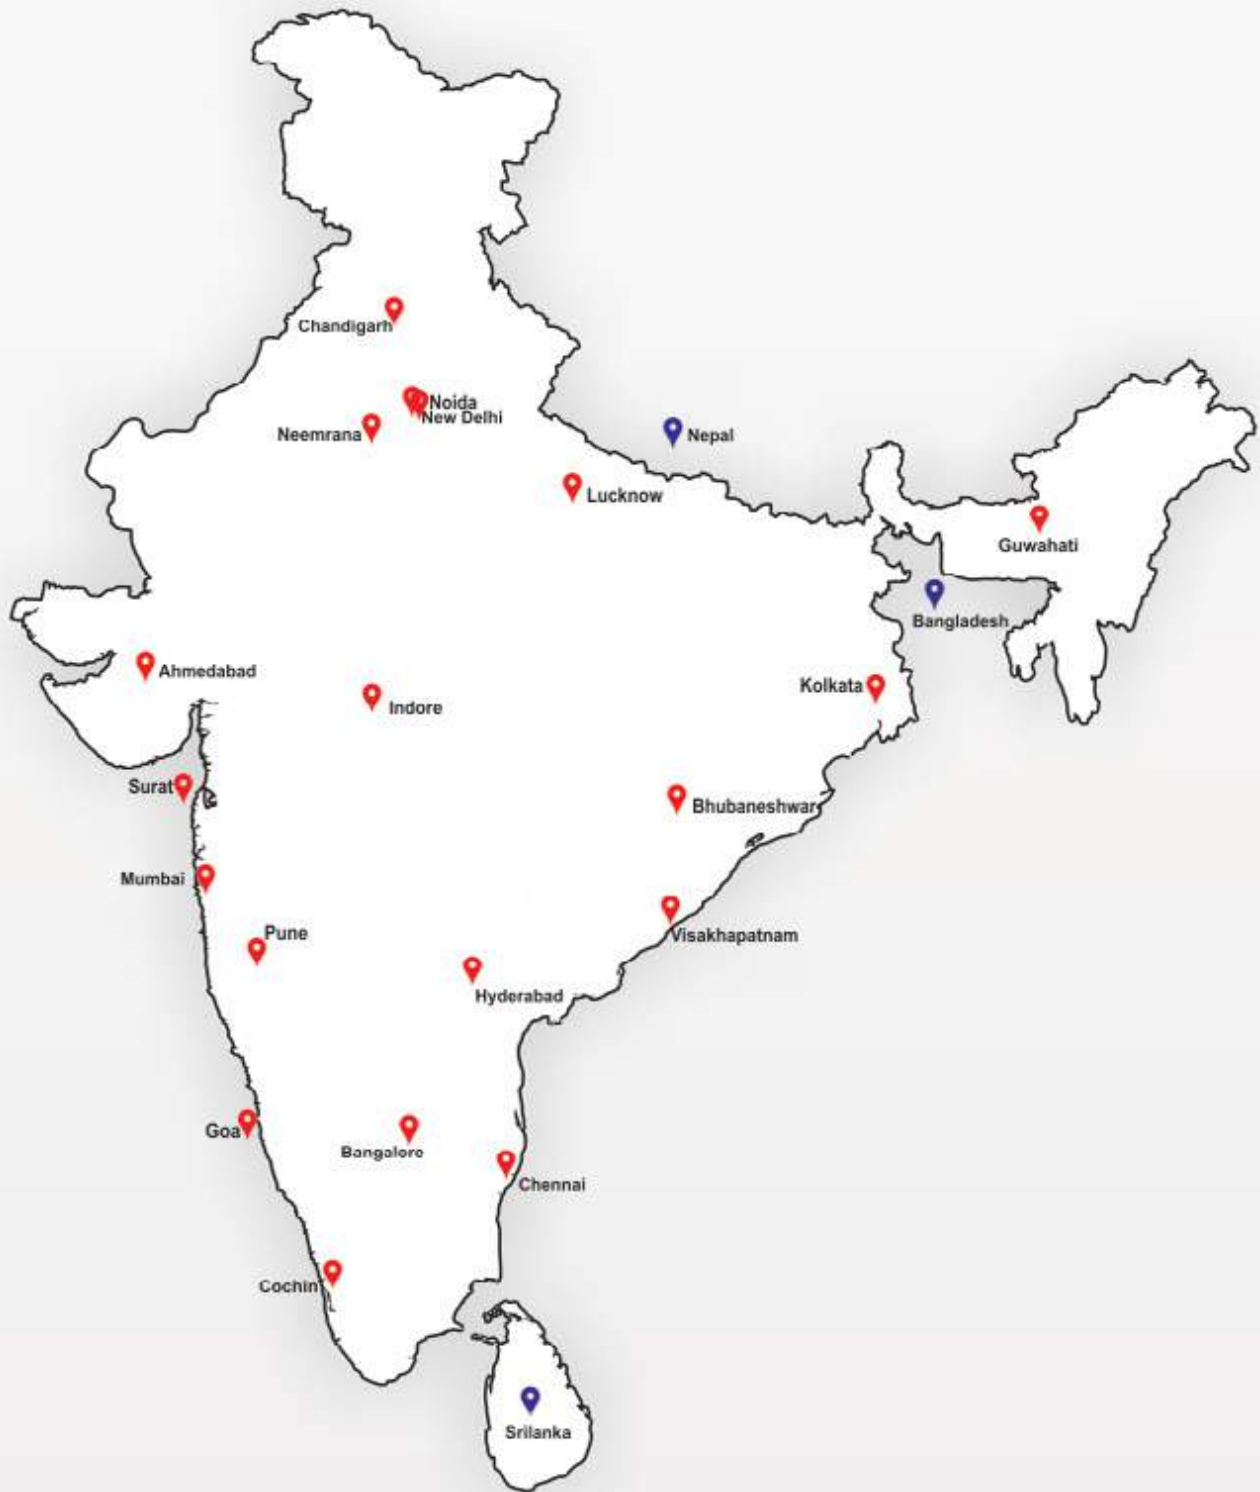 Chandigarh
Noida
New Delhi
Neemrana
Nepal
Lucknow
Guwahati
Bangladesh
Ahmedabad
Kolkata
Indore
Surat
Bhubaneshwar
Mumbai
Pune
Visakhapatnam
Hyderabad
Goa
Bangalore
Chennai
Cochin
Srilanka